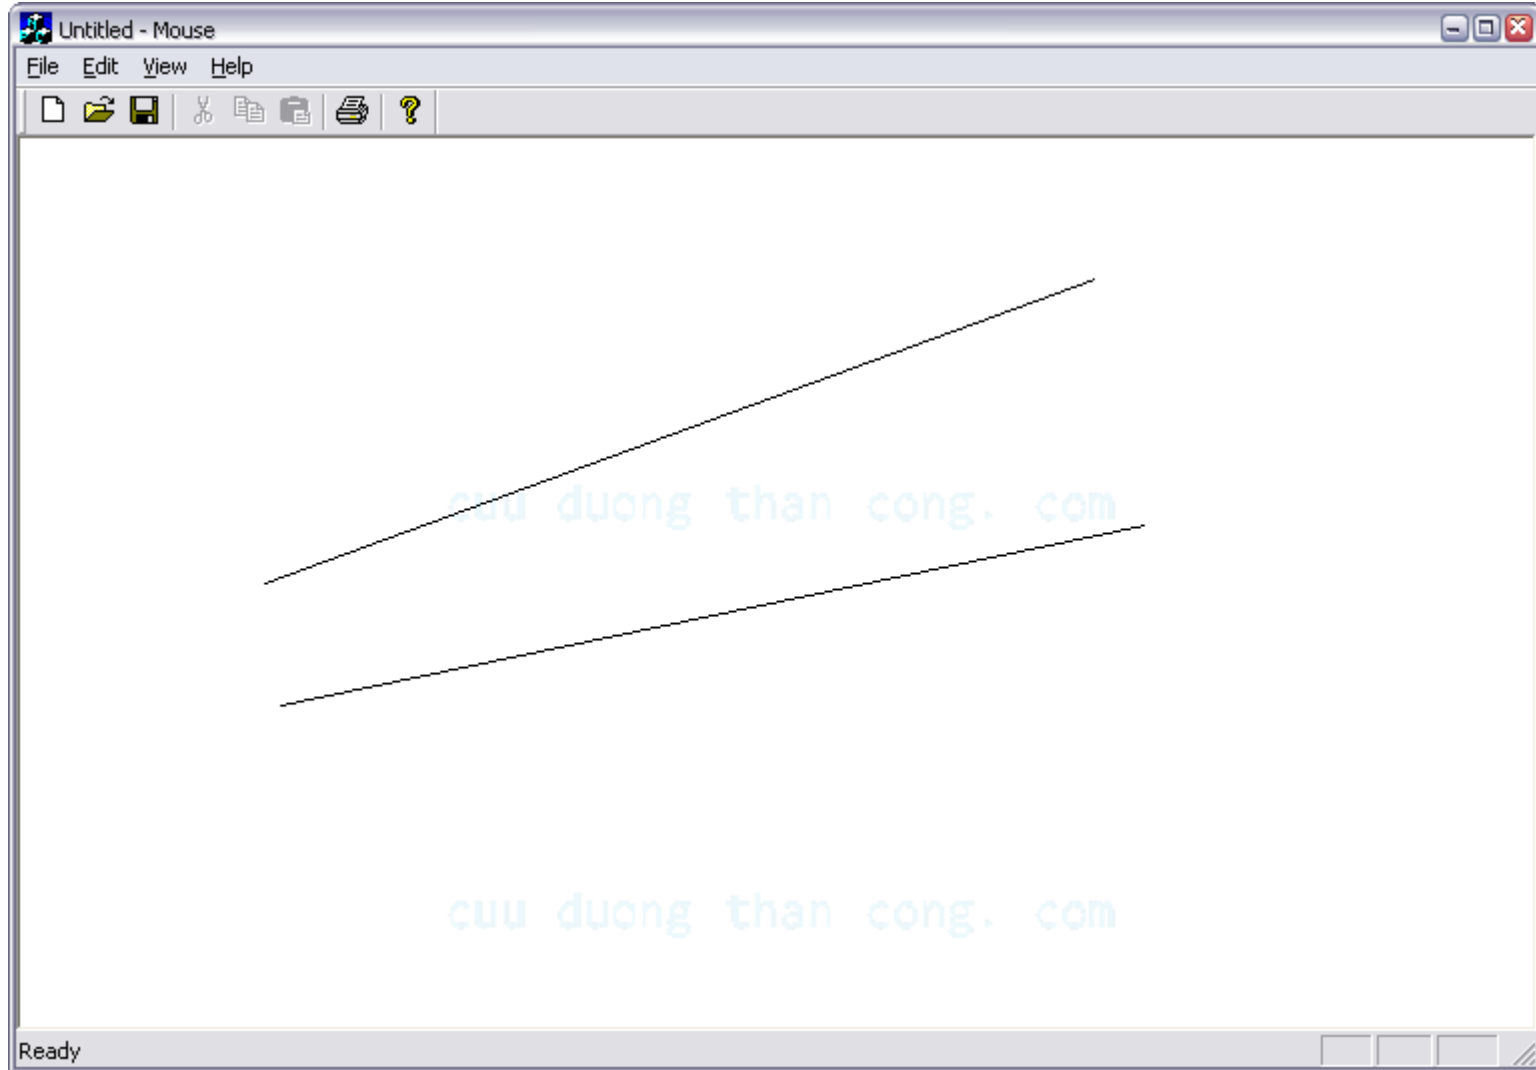 Untitled - Mouse
File Edit View Help
cuu duong than cong. com
cuu duong than cong. com
Ready